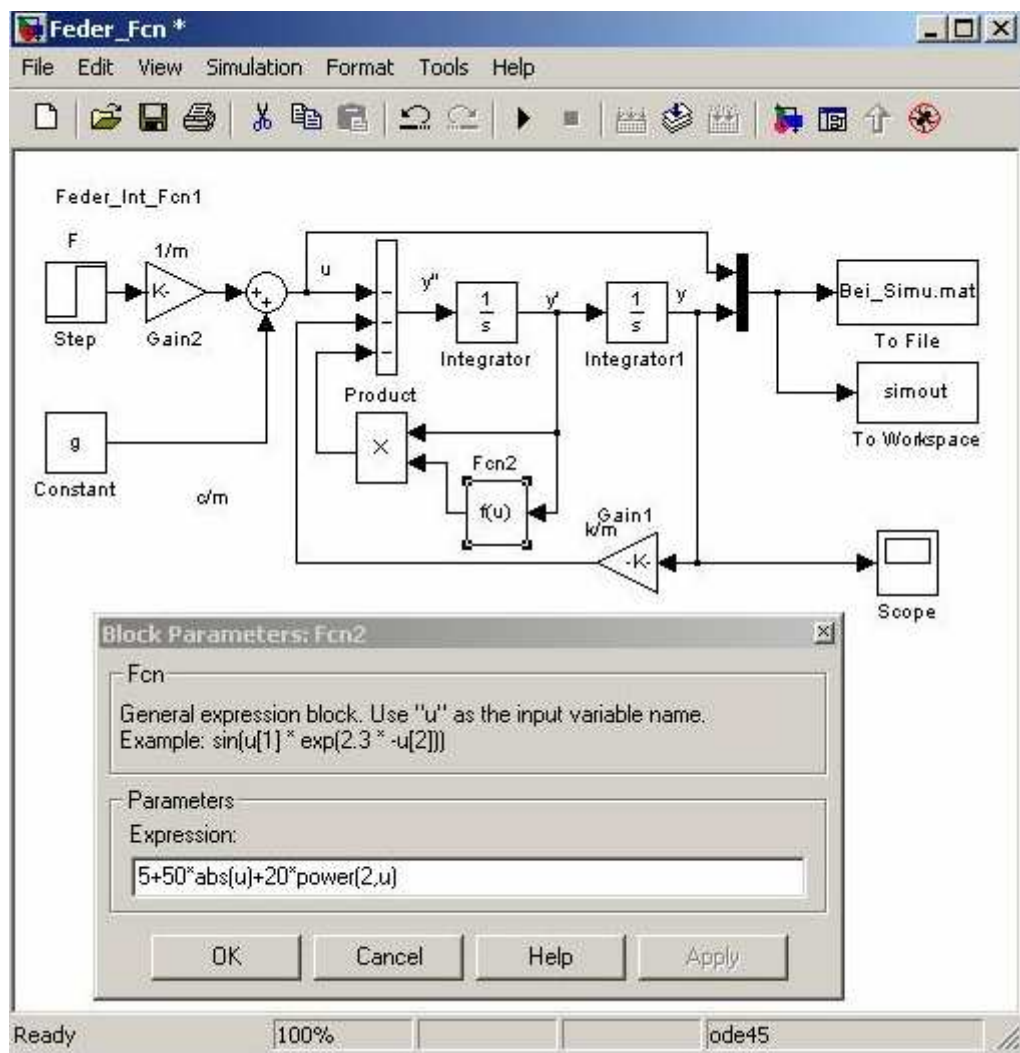 Feder_Fcn *
File Edit View Simulation Format Tools Help
Feder_Int_Fcn1
F
1/m
u
y''
y'
y
K-
+
+
-
-
-
1
s
1
s
Bei_Simu.mat
Step
Gain2
Integrator
Integrator1
To File
Product
simout
g
×
Fcn2
To Workspace
Constant
c/m
f(u)
Gain1
k/m
-K-
Scope
Block Parameters: Fcn2
Fcn
General expression block. Use "u" as the input variable name.
Example: sin(u[1] * exp(2.3 * -u[2]))
Parameters
Expression:
5+50*abs(u)+20*power(2,u)
OK Cancel Help Apply
Ready 100% ode45